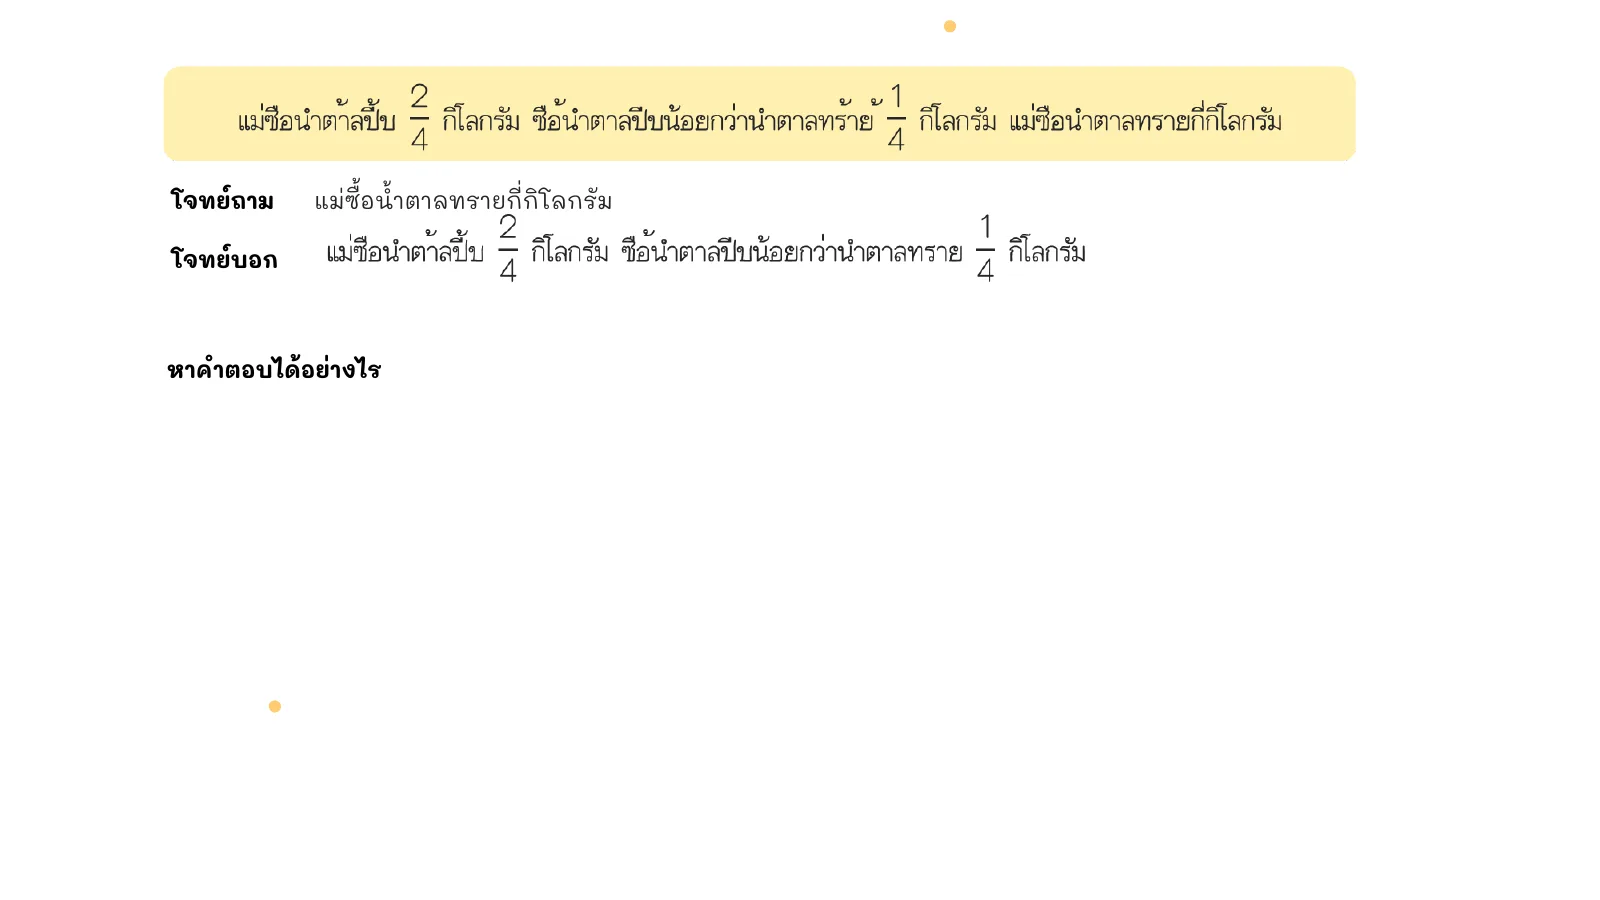 แม่ซื้อน้ำตาลปี๊บ 2/4 กิโลกรัม ซื้อน้ำตาลปี๊บน้อยกว่าน้ำตาลทราย 1/4 กิโลกรัม แม่ซื้อน้ำตาลทรายกี่กิโลกรัม
โจทย์ถาม แม่ซื้อน้ำตาลทรายกี่กิโลกรัม
โจทย์บอก แม่ซื้อน้ำตาลปี๊บ 2/4 กิโลกรัม ซื้อน้ำตาลปี๊บน้อยกว่าน้ำตาลทราย 1/4 กิโลกรัม
หาคำตอบได้อย่างไร